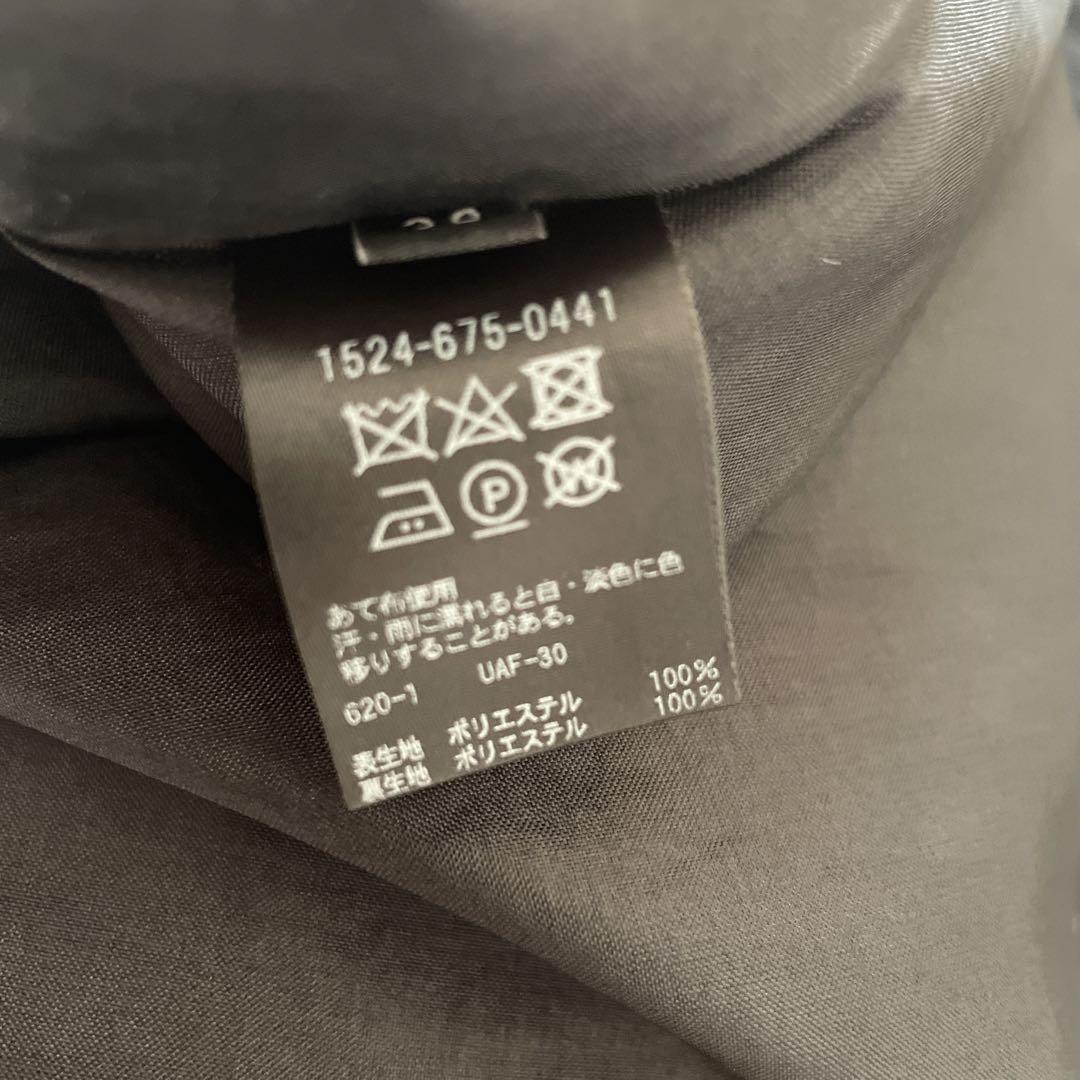 1524-675-0441
P W
あて布使用
汗・雨に濡れると白・淡色に色
移りすることがある。
620-1 UAF-30
表生地 ポリエステル 100%
裏生地 ポリエステル 100%